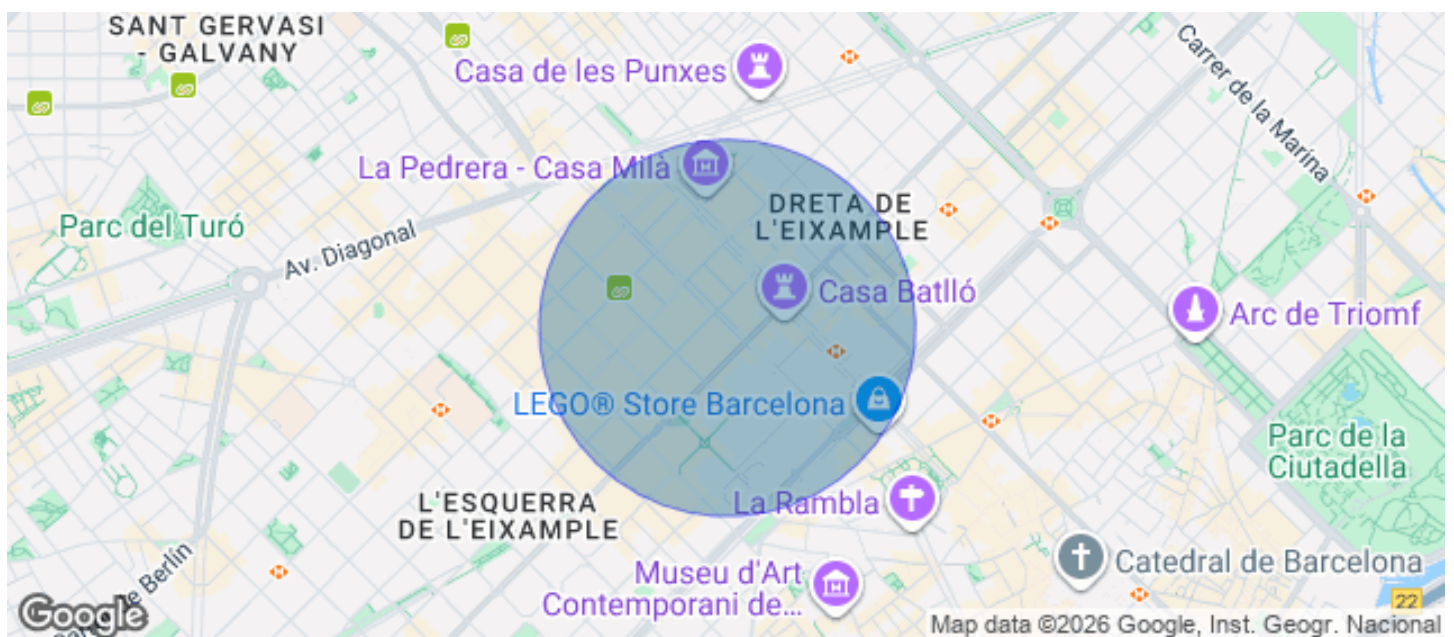 SANT GERVASI
- GALVANY
Casa de les Punxes
Carrer de la Marina
La Pedrera - Casa Milà
DRETA DE
L'EIXAMPLE
Parc del Turó
Av. Diagonal
Casa Batlló
Arc de Triomf
LEGO® Store Barcelona
Parc de la
Ciutadella
L'ESQUERRA
DE L'EIXAMPLE
La Rambla
Catedral de Barcelona
Museu d'Art
Contemporani de...
de Berlín
22
Google
Map data ©2026 Google, Inst. Geogr. Nacional